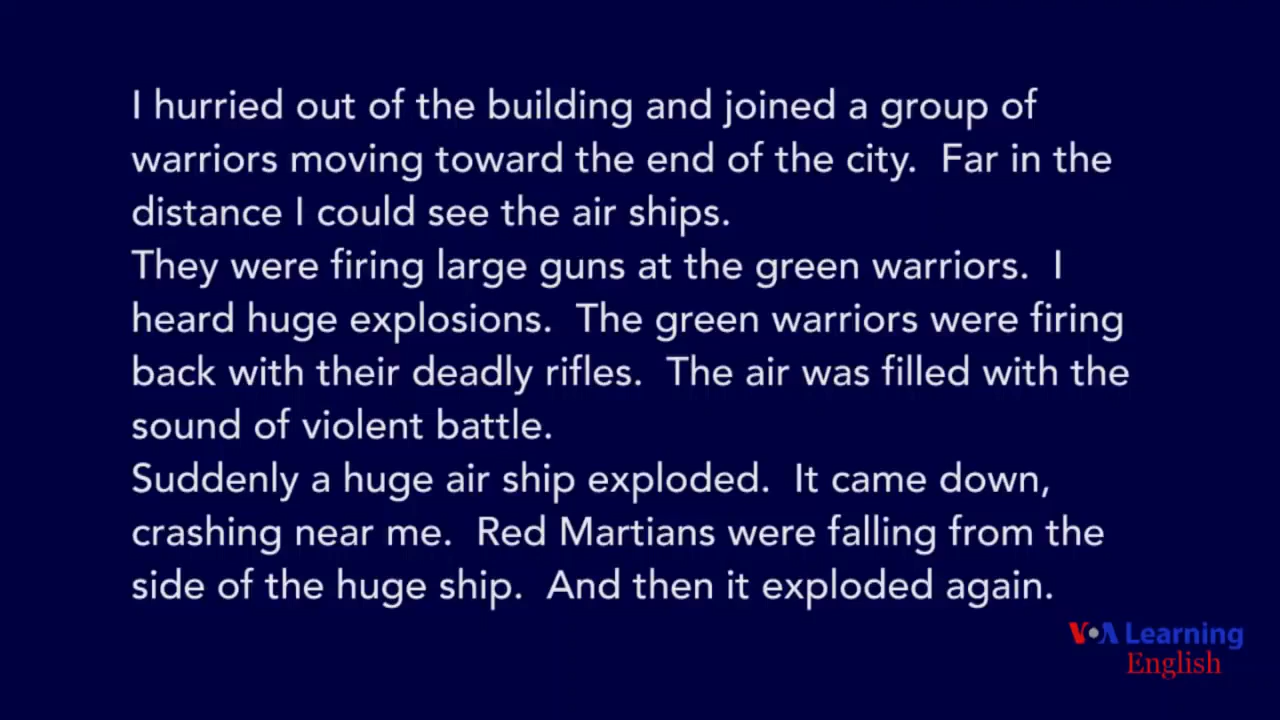 I hurried out of the building and joined a group of
warriors moving toward the end of the city.  Far in the
distance I could see the air ships.
They were firing large guns at the green warriors.  I
heard huge explosions.  The green warriors were firing
back with their deadly rifles.  The air was filled with the
sound of violent battle.
Suddenly a huge air ship exploded.  It came down,
crashing near me.  Red Martians were falling from the
side of the huge ship.  And then it exploded again.
VOA Learning
English